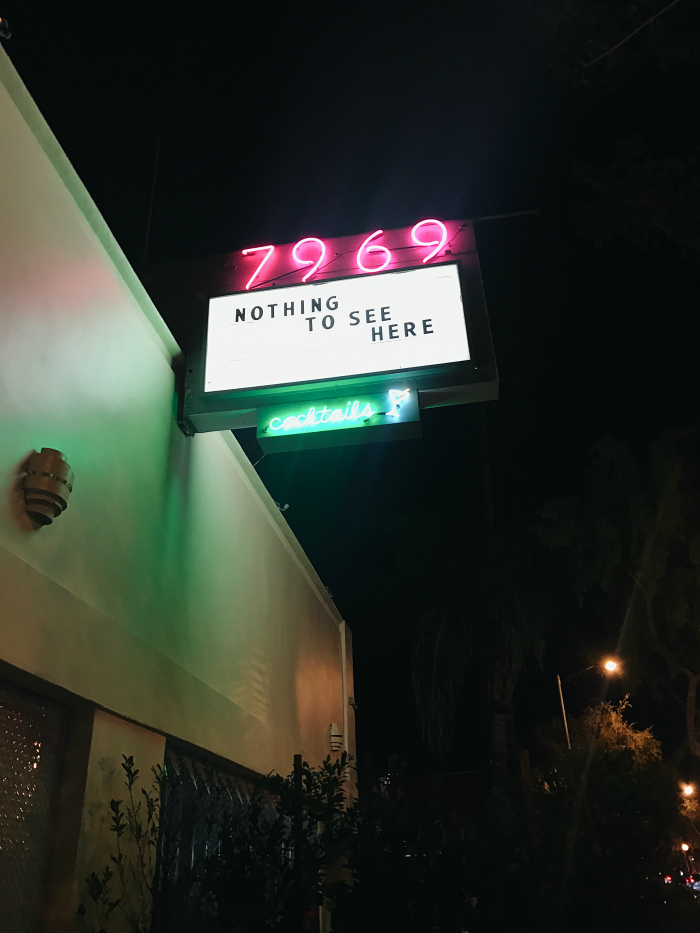 7969
NOTHING
TO SEE
HERE
cocktails